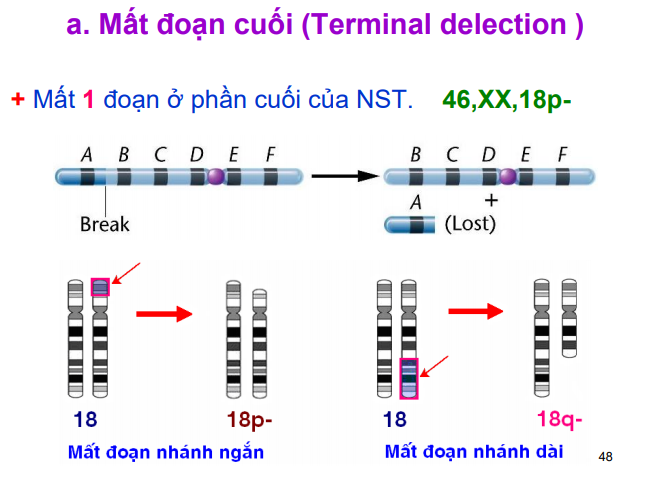 a. Mất đoạn cuối (Terminal delection )
+ Mất 1 đoạn ở phần cuối của NST. 46,XX,18p-
A B C D E F
Break
B C D E F
+
A
(Lost)
18
18p-
Mất đoạn nhánh ngắn
18
18q-
Mất đoạn nhánh dài
48